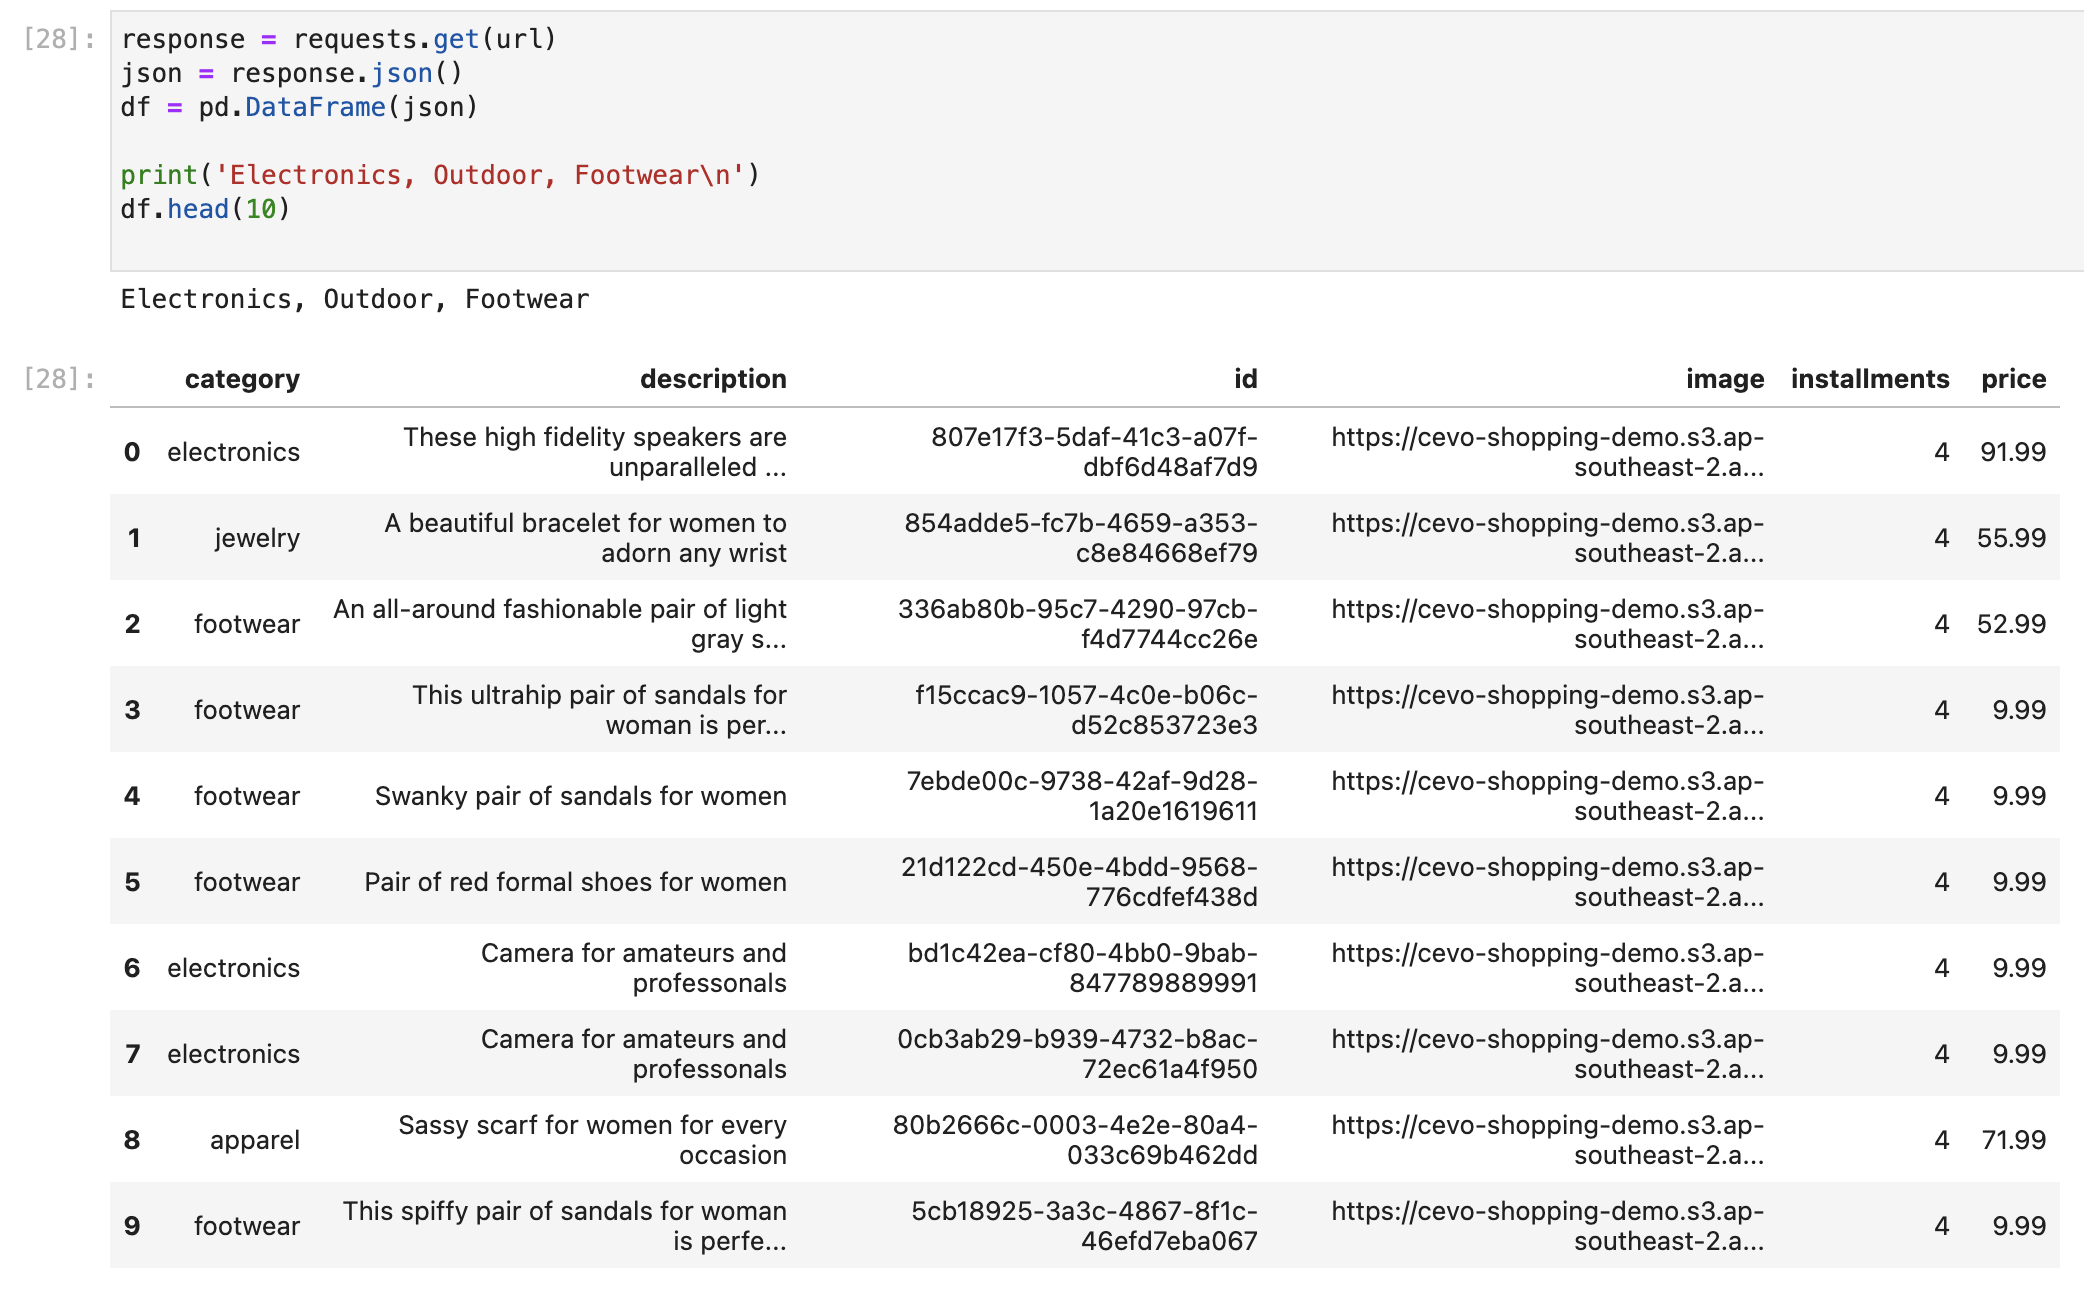 [28]:
response = requests.get(url)
json = response.json()
df = pd.DataFrame(json)
print('Electronics, Outdoor, Footwear\n')
df.head(10)
Electronics, Outdoor, Footwear
[28]:
category description id image installments price
0 electronics These high fidelity speakers are unparalleled ... 807e17f3-5daf-41c3-a07f-dbf6d48af7d9 https://cevo-shopping-demo.s3.ap-southeast-2.a... 4 91.99
1 jewelry A beautiful bracelet for women to adorn any wrist 854adde5-fc7b-4659-a353-c8e84668ef79 https://cevo-shopping-demo.s3.ap-southeast-2.a... 4 55.99
2 footwear An all-around fashionable pair of light gray s... 336ab80b-95c7-4290-97cb-f4d7744cc26e https://cevo-shopping-demo.s3.ap-southeast-2.a... 4 52.99
3 footwear This ultrahip pair of sandals for woman is per... f15ccac9-1057-4c0e-b06c-d52c853723e3 https://cevo-shopping-demo.s3.ap-southeast-2.a... 4 9.99
4 footwear Swanky pair of sandals for women 7ebde00c-9738-42af-9d28-1a20e1619611 https://cevo-shopping-demo.s3.ap-southeast-2.a... 4 9.99
5 footwear Pair of red formal shoes for women 21d122cd-450e-4bdd-9568-776cdfef438d https://cevo-shopping-demo.s3.ap-southeast-2.a... 4 9.99
6 electronics Camera for amateurs and professonals bd1c42ea-cf80-4bb0-9bab-847789889991 https://cevo-shopping-demo.s3.ap-southeast-2.a... 4 9.99
7 electronics Camera for amateurs and professonals 0cb3ab29-b939-4732-b8ac-72ec61a4f950 https://cevo-shopping-demo.s3.ap-southeast-2.a... 4 9.99
8 apparel Sassy scarf for women for every occasion 80b2666c-0003-4e2e-80a4-033c69b462dd https://cevo-shopping-demo.s3.ap-southeast-2.a... 4 71.99
9 footwear This spiffy pair of sandals for woman is perfe... 5cb18925-3a3c-4867-8f1c-46efd7eba067 https://cevo-shopping-demo.s3.ap-southeast-2.a... 4 9.99